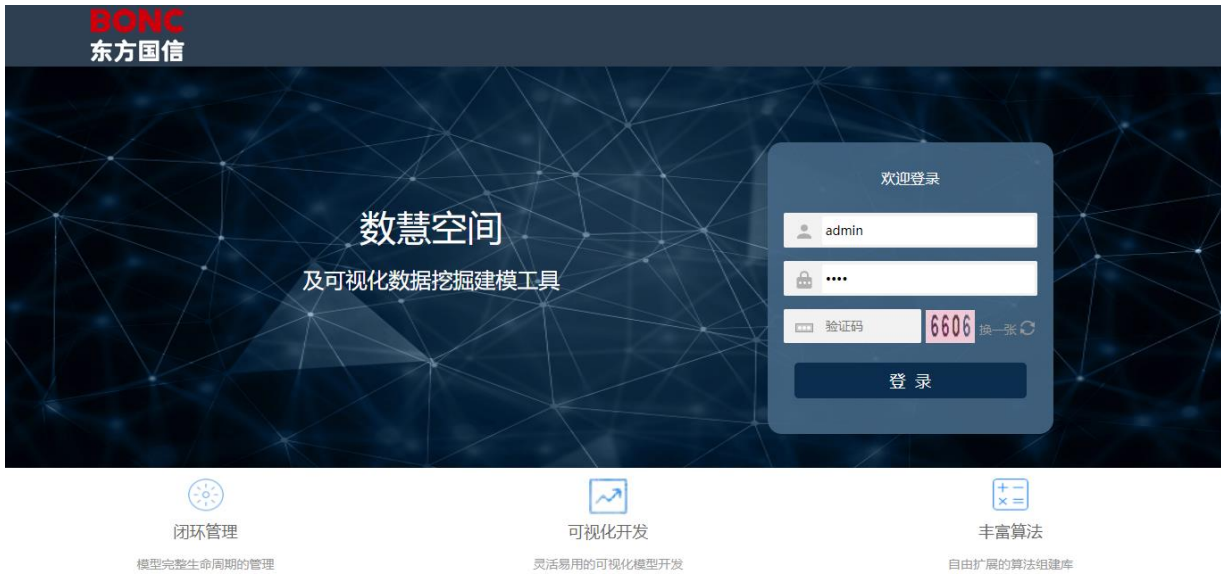 BONC
东方国信
数慧空间
及可视化数据挖掘建模工具
欢迎登录
admin
••••
验证码 6606 换一张
登 录
闭环管理 可视化开发 丰富算法
模型完整生命周期的管理 灵活易用的可视化模型开发 自由扩展的算法组建库